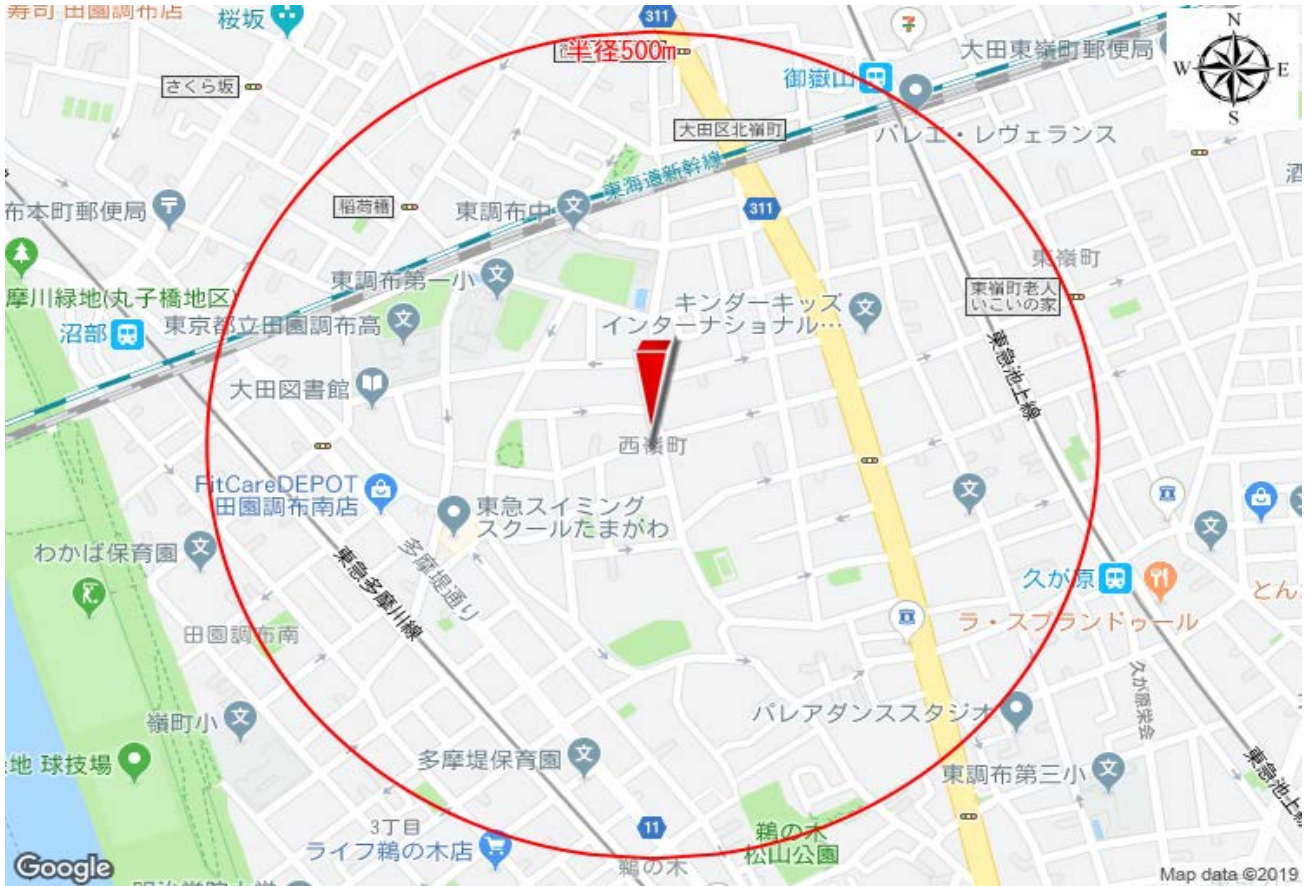 寿司 田園調布店
桜坂
311
半径500m
大田東嶺町郵便局
N
W
E
S
さくら坂
御嶽山
大田区北嶺町
バレエ・レヴェランス
東海道新幹線
布本町郵便局
稲荷橋
東調布中
311
東嶺町
摩川緑地(丸子橋地区)
東調布第一小
キンダーキッズ
インターナショナル…
東嶺町老人
いこいの家
沼部
東京都立田園調布高
東急池上線
大田図書館
西嶺町
FitCareDEPOT
田園調布南店
東急スイミング
スクールたまがわ
わかば保育園
東急多摩川線
多摩堤通り
久が原
とん
ラ・スプランドゥール
田園調布南
久が原栄会
嶺町小
パレアダンススタジオ
地 球技場
多摩堤保育園
東調布第三小
東急池上
3丁目
ライフ鵜の木店
11
鵜の木
鵜の木
松山公園
Google
Map data ©2019